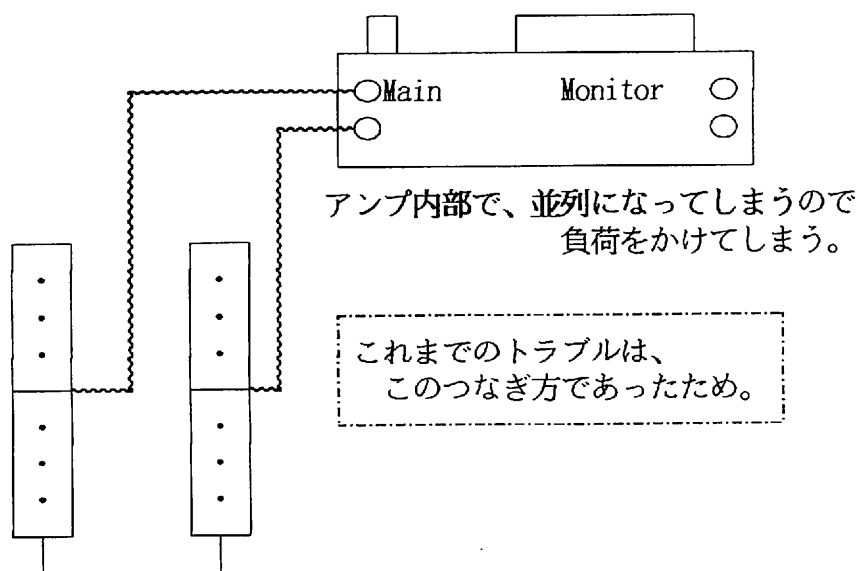 Main Monitor
アンプ内部で、並列になってしまうので
負荷をかけてしまう。
これまでのトラブルは、
このつなぎ方であったため。